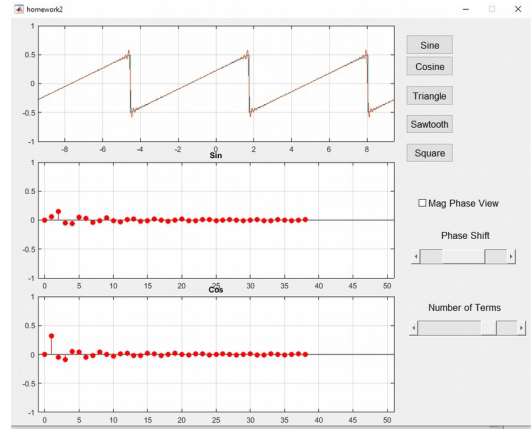 homework2
1
0.5
0
-0.5
-1
-8 -6 -4 -2 0 2 4 6 8
Sin
1
0.5
0
-0.5
-1
0 5 10 15 20 25 30 35 40 45 50
Cos
1
0.5
0
-0.5
-1
0 5 10 15 20 25 30 35 40 45 50
Sine
Cosine
Triangle
Sawtooth
Square
Mag Phase View
Phase Shift
Number of Terms